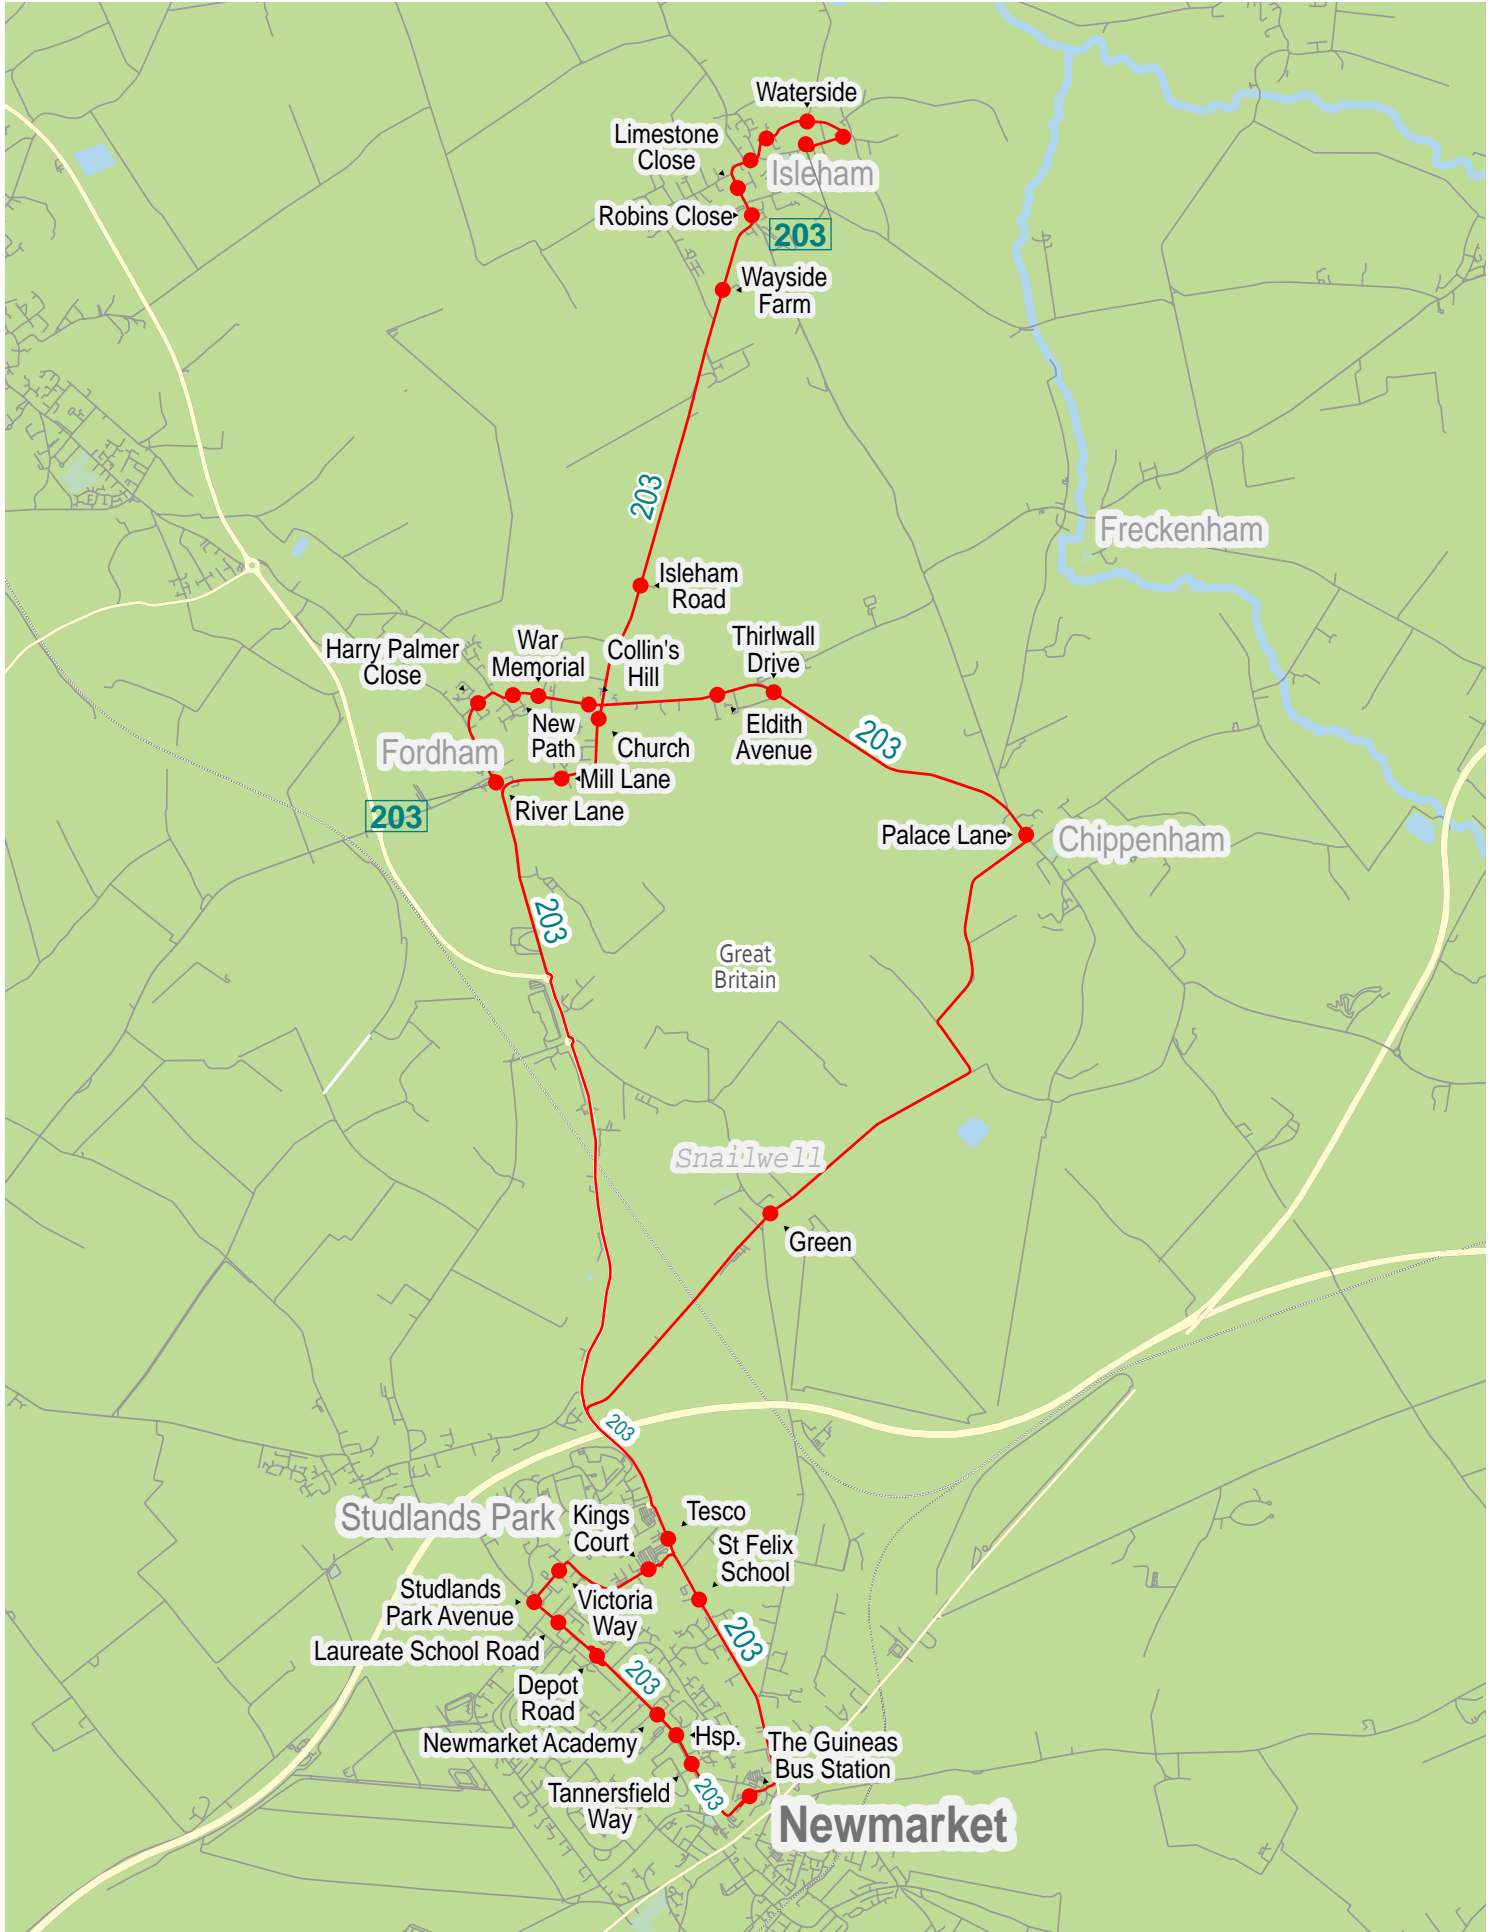 Waterside
Limestone
Close
Isleham
Robins Close
203
Wayside
Farm
203
Freckenham
Isleham
Road
Harry Palmer
Close
War
Memorial
Collin's
Hill
Thirlwall
Drive
New
Path
Church
Eldith
Avenue
203
Fordham
Mill Lane
203
River Lane
Palace Lane
Chippenham
203
Great
Britain
Snailwell
Green
203
Studlands Park
Kings
Court
Tesco
St Felix
School
Studlands
Park Avenue
Victoria
Way
203
Laureate School Road
Depot
Road
203
Newmarket Academy
Hsp.
The Guineas
Bus Station
Tannersfield
Way
203
Newmarket